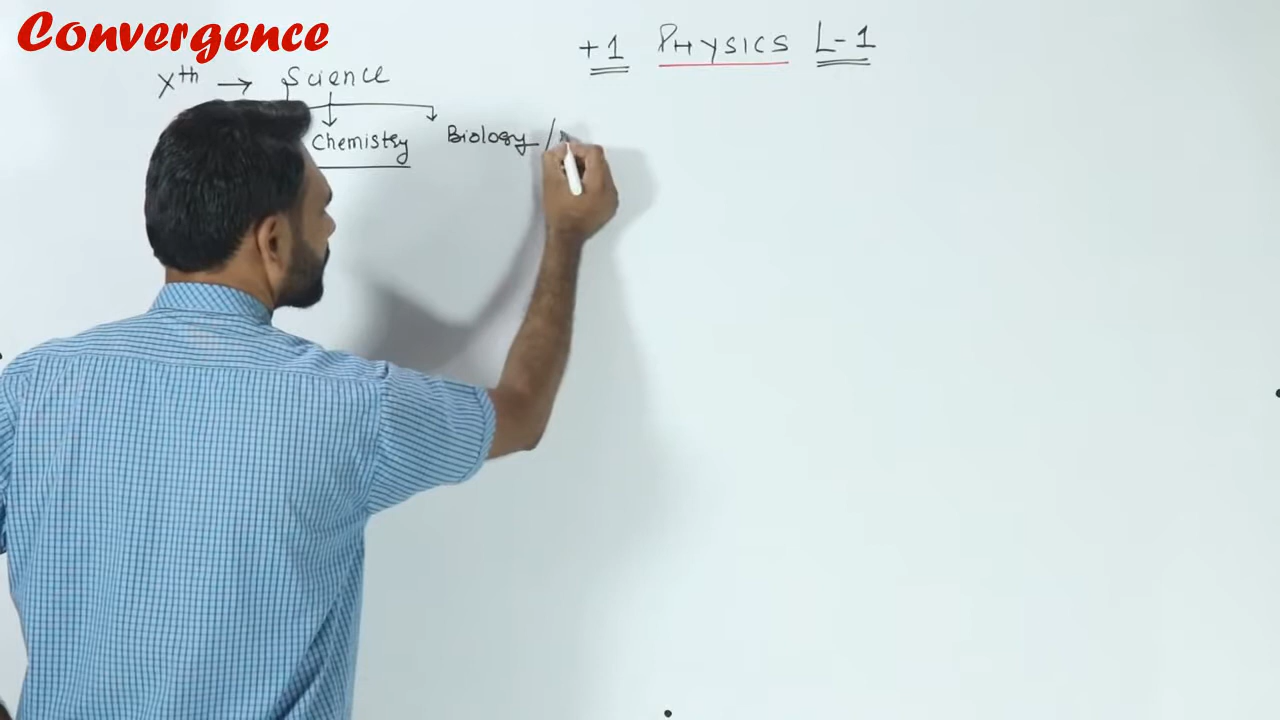 Convergence
+1 PHYSICS L-1
Xth → Science
Chemistry Biology /